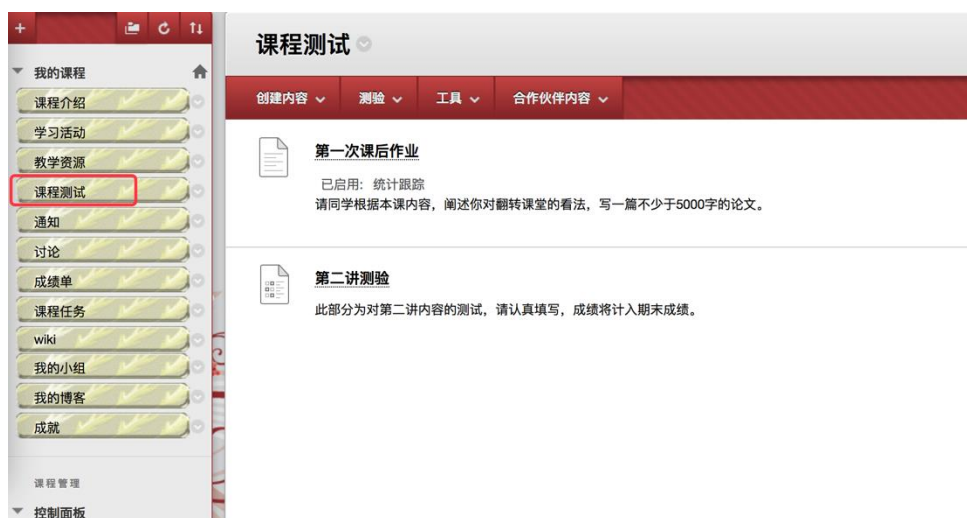 我的课程
课程介绍
学习活动
教学资源
课程测试
通知
讨论
成绩单
课程任务
wiki
我的小组
我的博客
成就
课程管理
控制面板
课程测试
创建内容 测验 工具 合作伙伴内容
第一次课后作业
已启用: 统计跟踪
请同学根据本课内容，阐述你对翻转课堂的看法，写一篇不少于5000字的论文。
第二讲测验
此部分为对第二讲内容的测试，请认真填写，成绩将计入期末成绩。